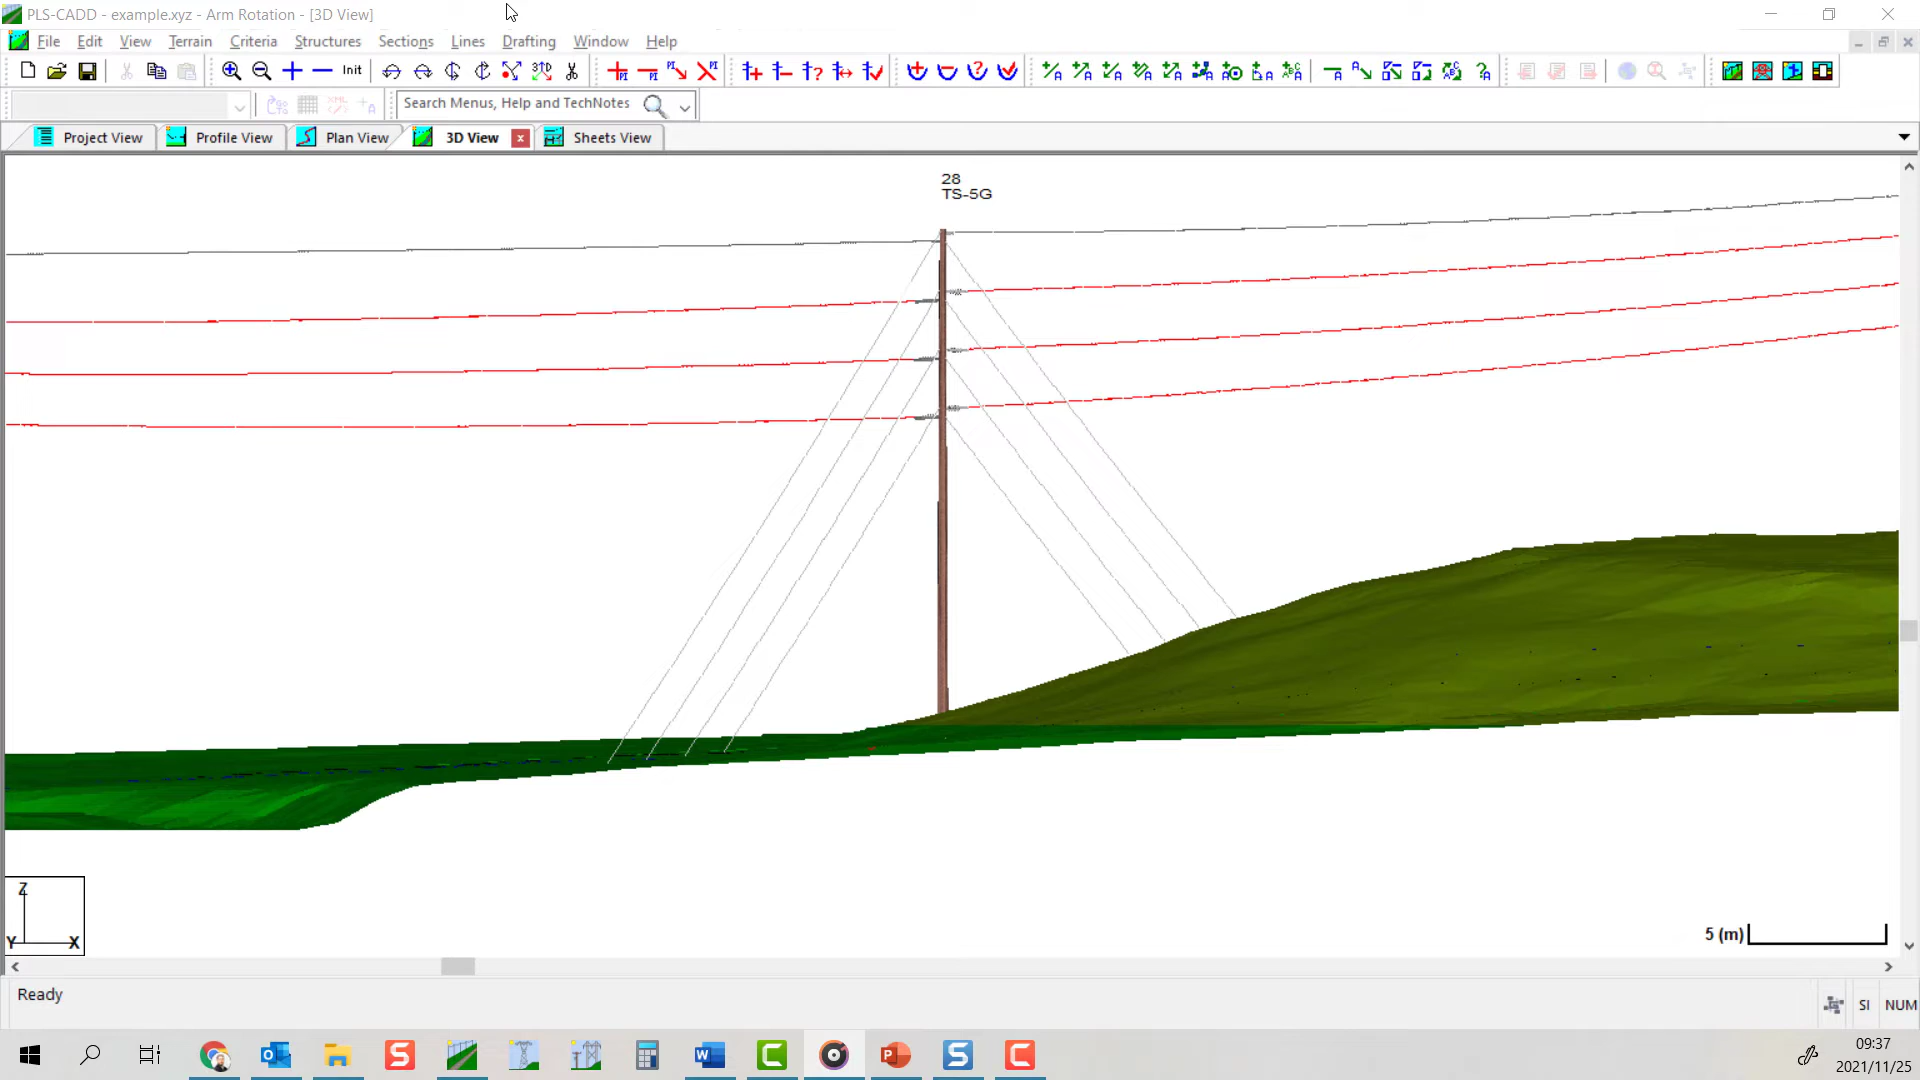 PLS-CADD - example.xyz - Arm Rotation - [3D View]
File Edit View Terrain Criteria Structures Sections Lines Drafting Window Help
Init
Search Menus, Help and TechNotes
Project View Profile View Plan View 3D View Sheets View
28
TS-5G
Z
Y X
5 (m)
Ready
SI NUM
09:37
2021/11/25